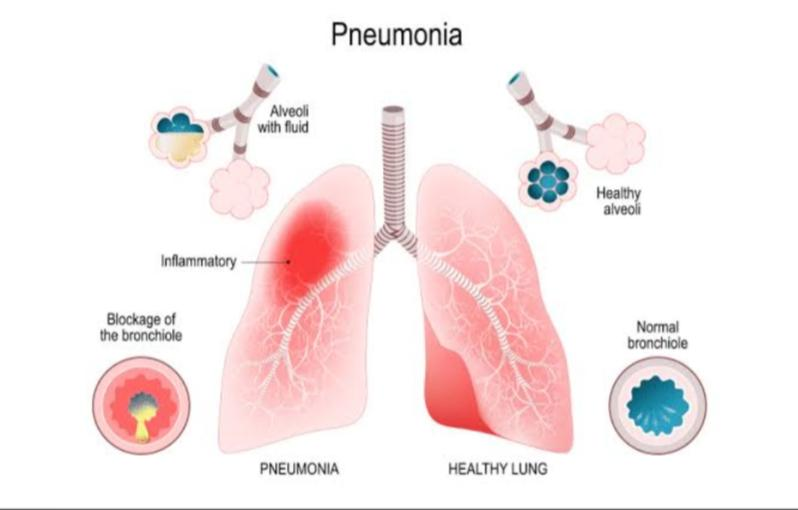 Pneumonia
Alveoli
with fluid
Healthy
alveoli
Inflammatory
Blockage of
the bronchiole
Normal
bronchiole
PNEUMONIA
HEALTHY LUNG